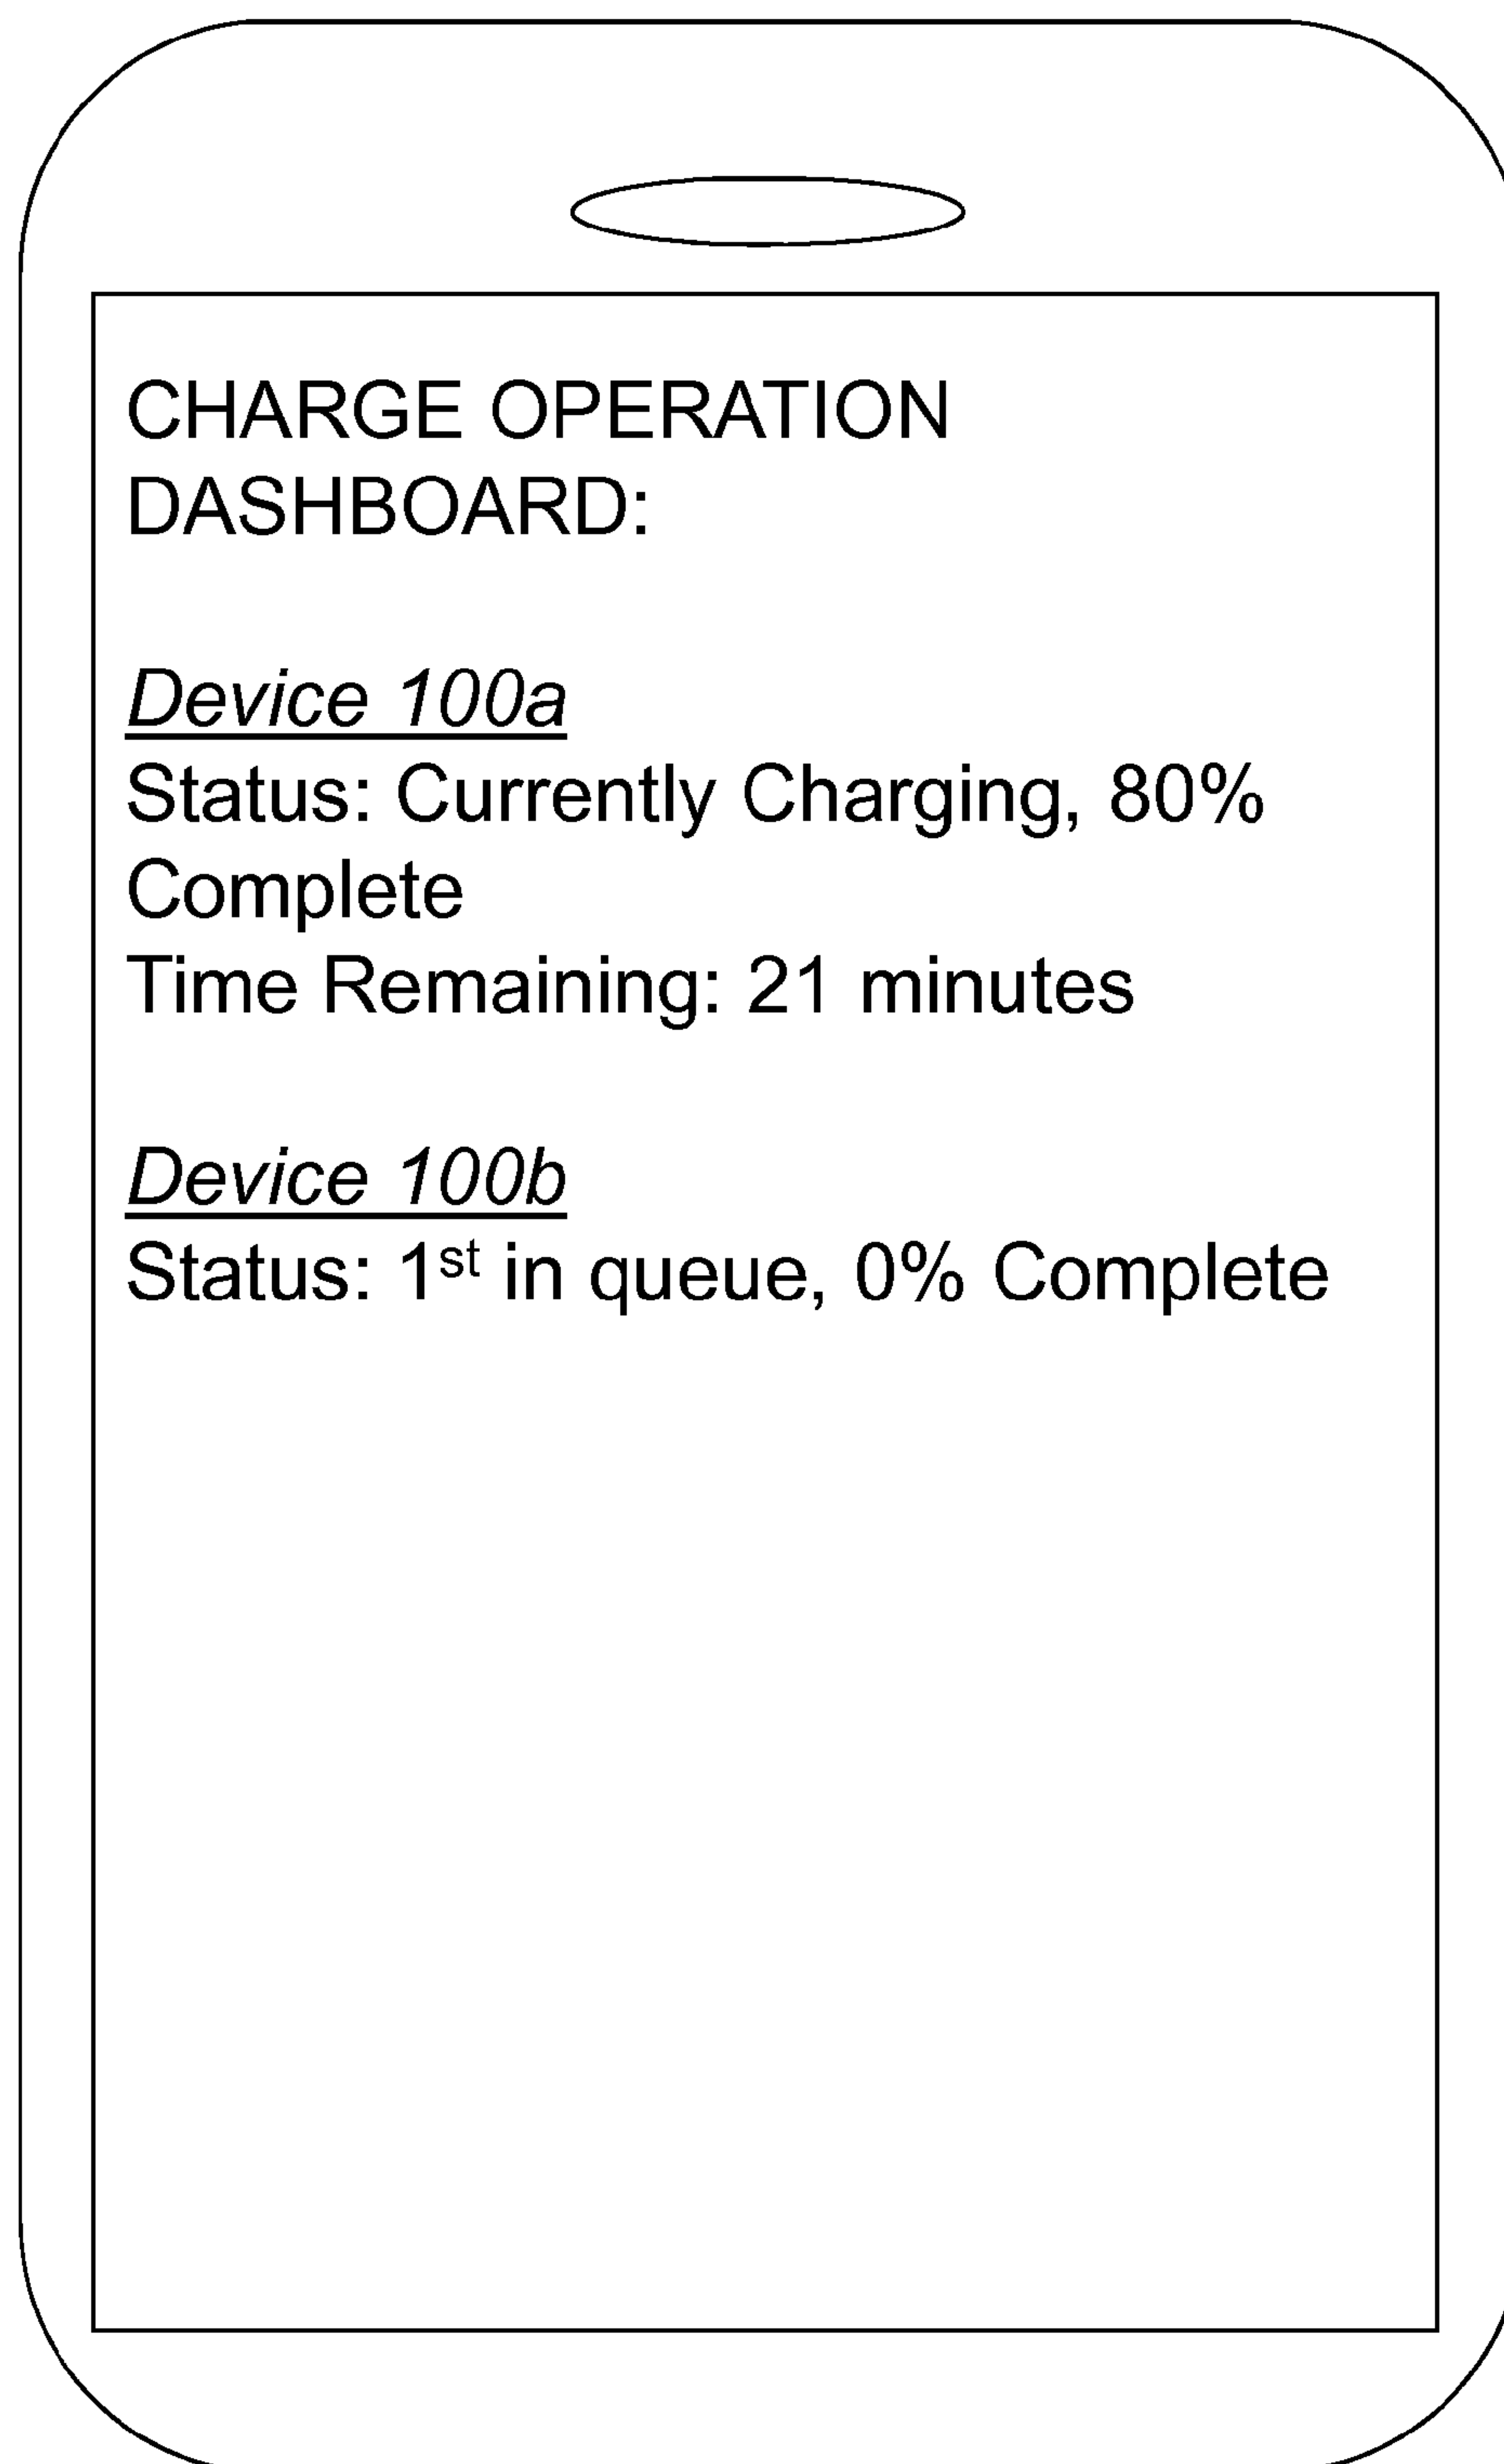 CHARGE OPERATION
DASHBOARD:
Device 100a
Status: Currently Charging, 80%
Complete
Time Remaining: 21 minutes
Device 100b
Status: 1st in queue, 0% Complete